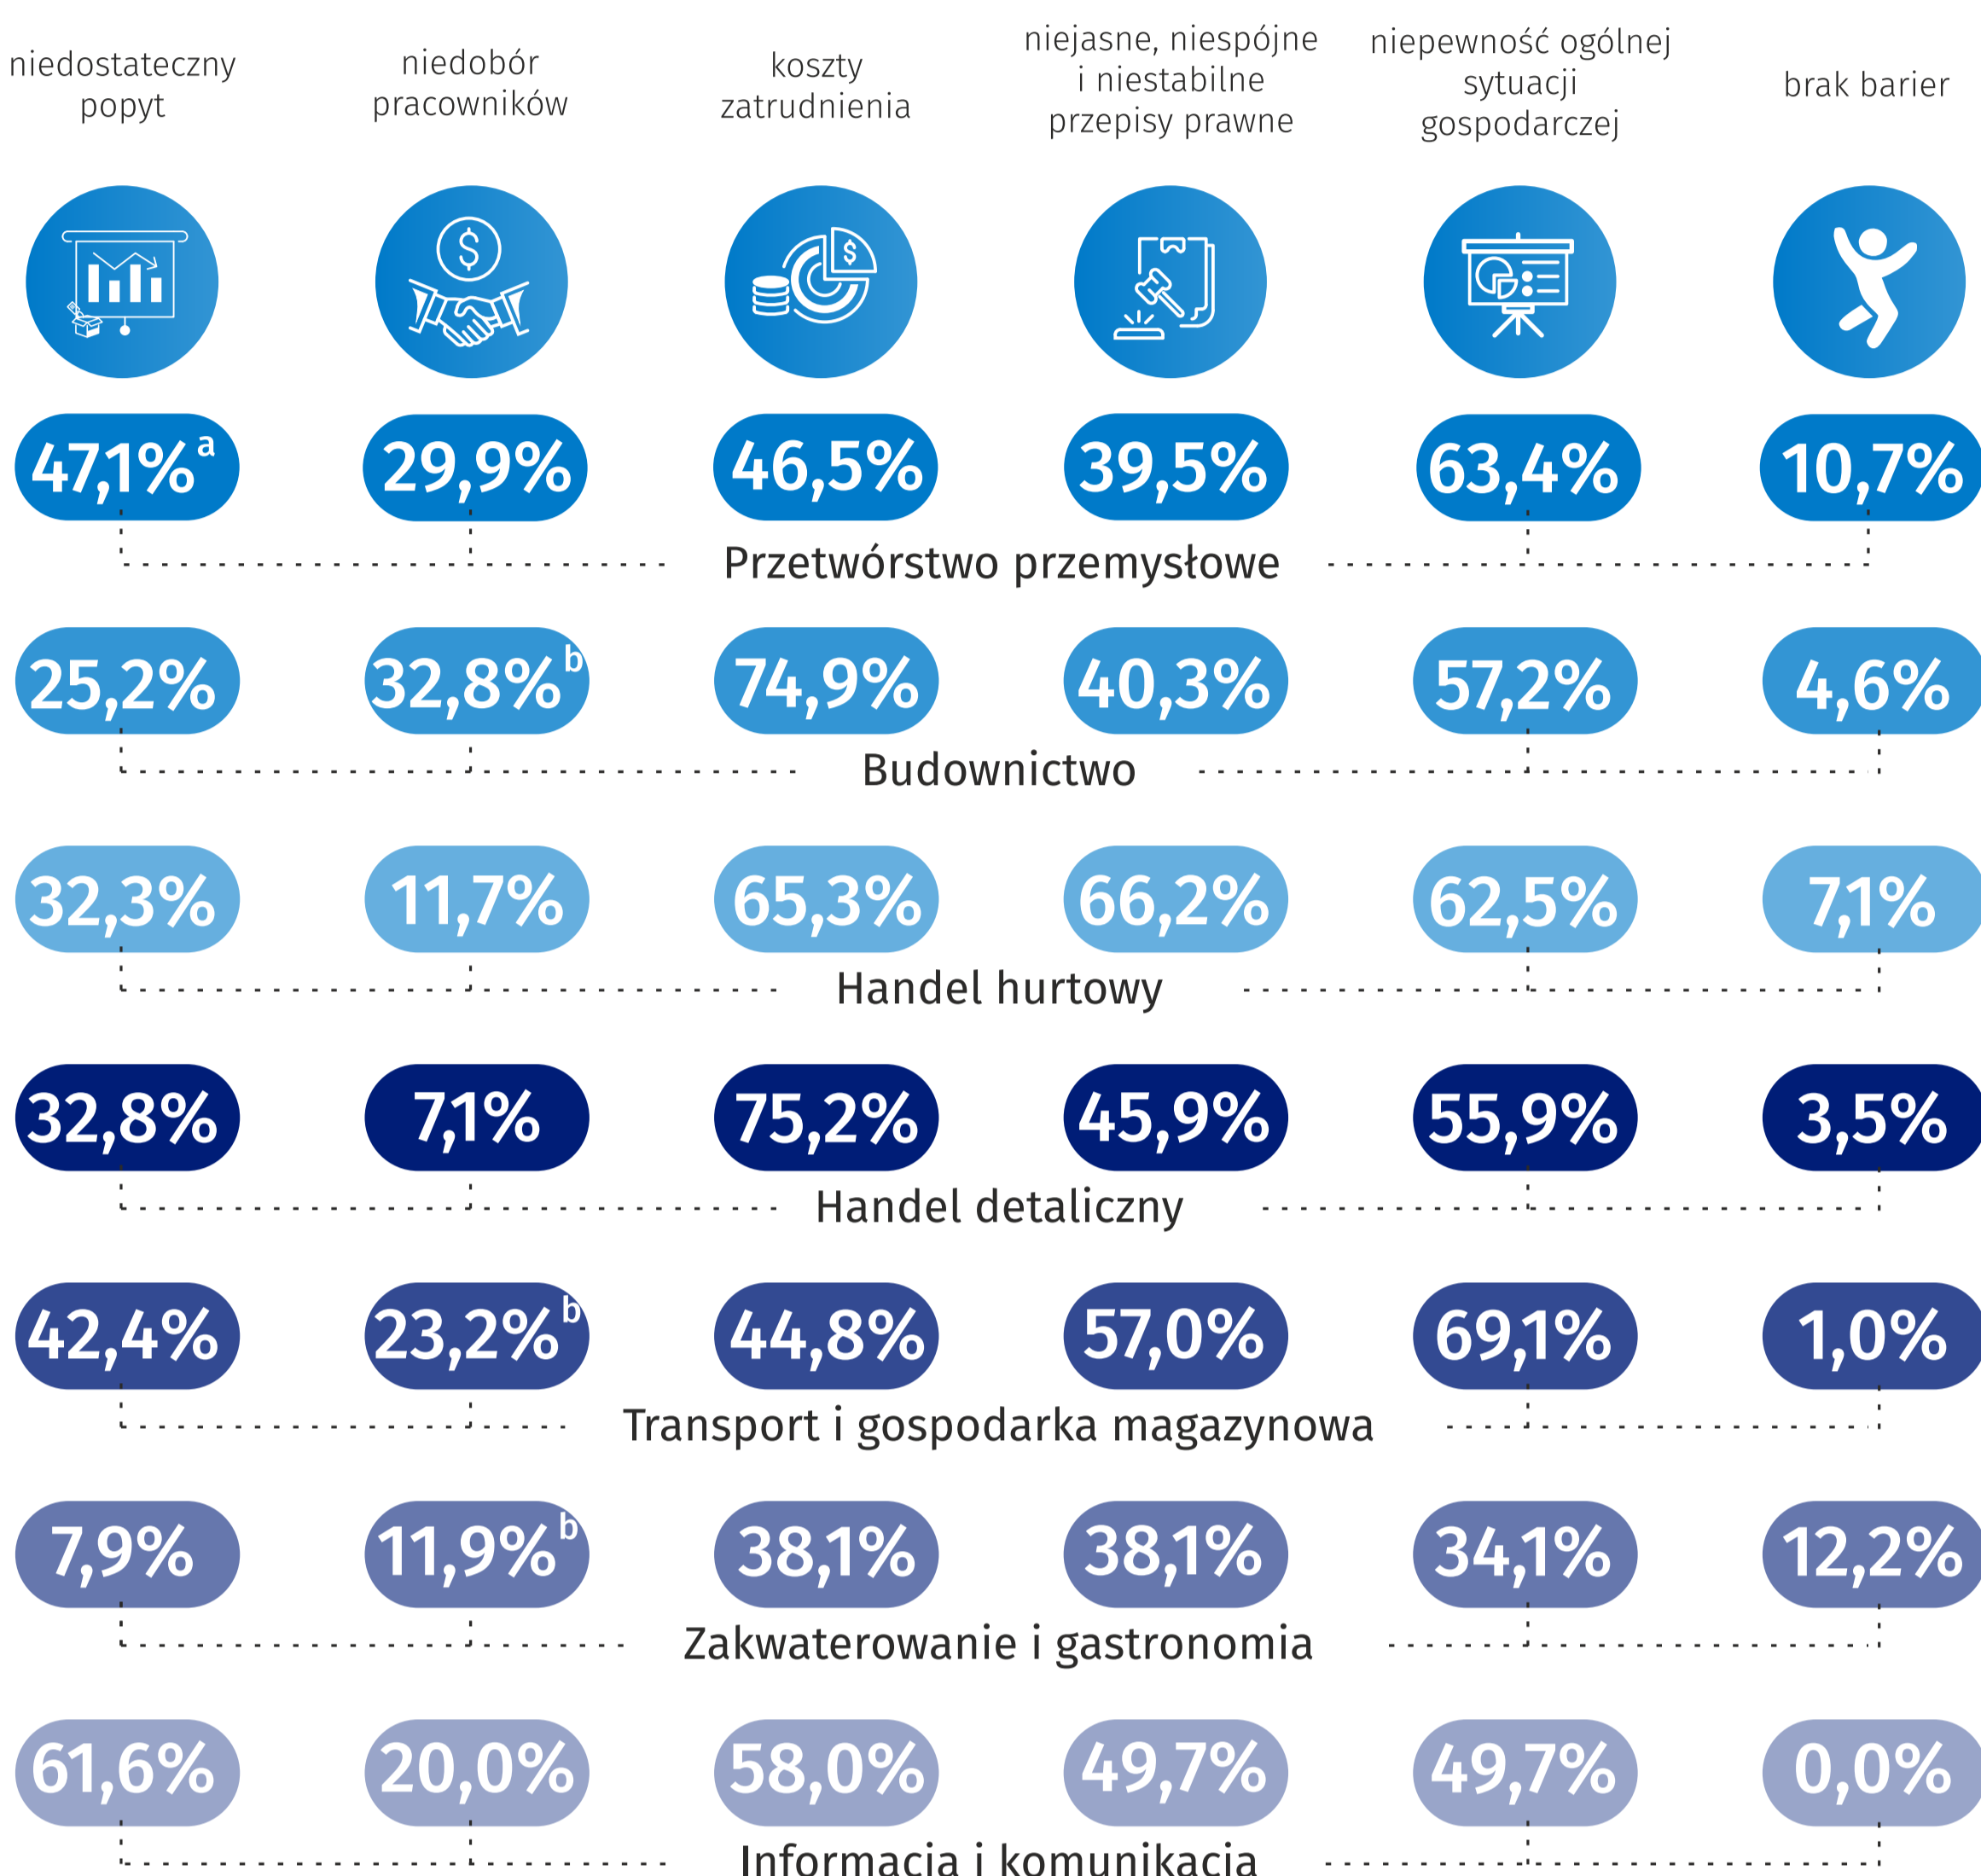 niedostateczny
popyt
niedobór
pracowników
koszty
zatrudnienia
niejasne, niespójne
i niestabilne
przepisy prawne
niepewność ogólnej
sytuacji
gospodarczej
brak barier
47,1%a 29,9% 46,5% 39,5% 63,4% 10,7%
Przetwórstwo przemysłowe
25,2% 32,8%b 74,9% 40,3% 57,2% 4,6%
Budownictwo
32,3% 11,7% 65,3% 66,2% 62,5% 7,1%
Handel hurtowy
32,8% 7,1% 75,2% 45,9% 55,9% 3,5%
Handel detaliczny
42,4% 23,2%b 44,8% 57,0% 69,1% 1,0%
Transport i gospodarka magazynowa
7,9% 11,9%b 38,1% 38,1% 34,1% 12,2%
Zakwaterowanie i gastronomia
61,6% 20,0% 58,0% 49,7% 49,7% 0,0%
Informacja i komunikacja